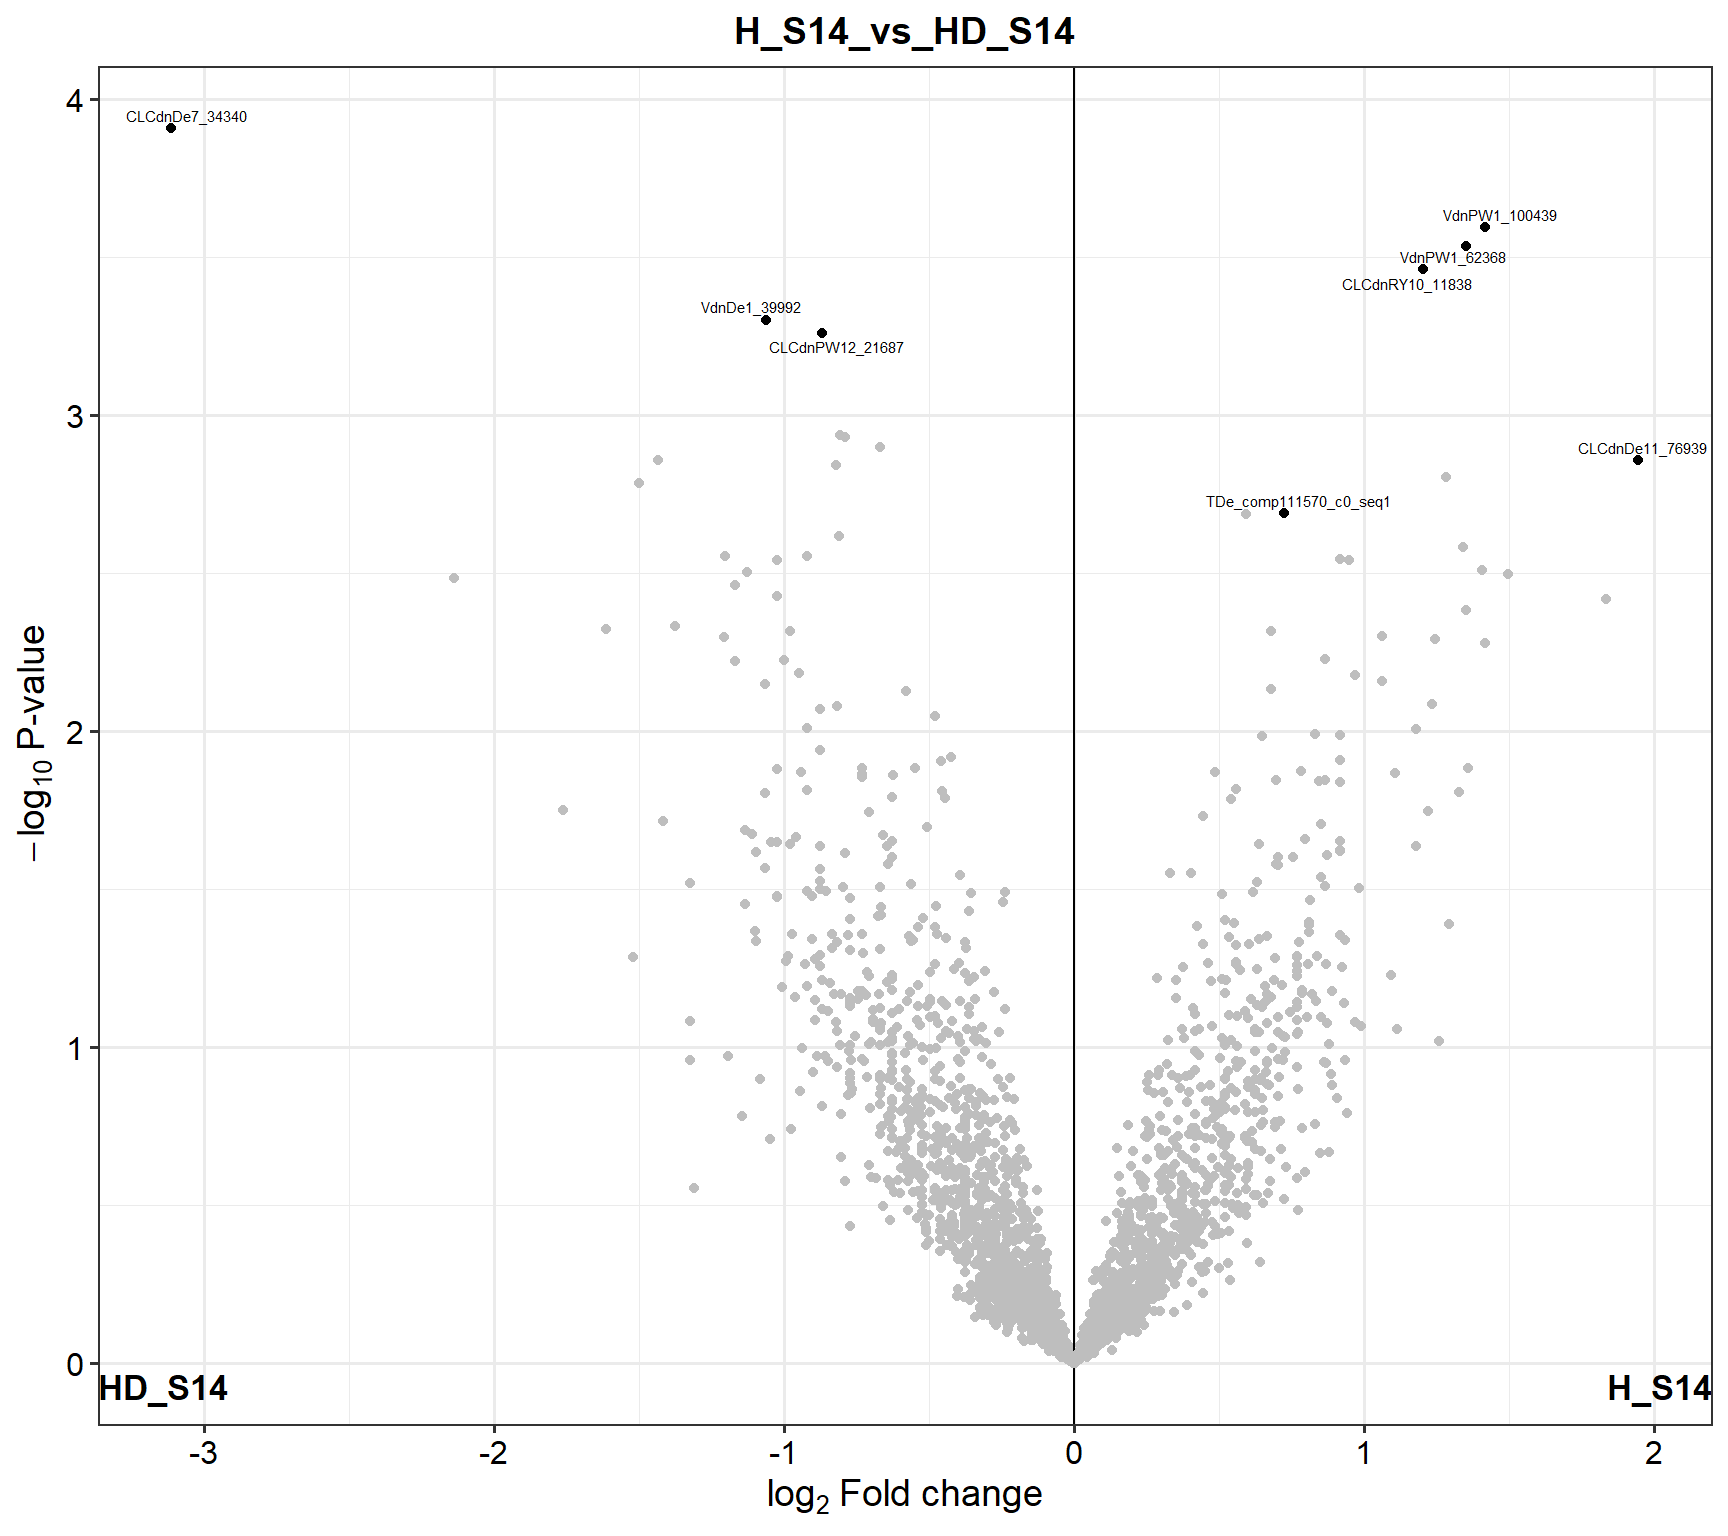 H_S14_vs_HD_S14
4
CLCdnDe7_34340
VdnPW1_100439
VdnPW1_62368
CLCdnRY10_11838
VdnDe1_39992
CLCdnPW12_21687
3
CLCdnDe11_76939
TDe_comp111570_c0_seq1
2
−log10 P-value
1
0
HD_S14
H_S14
-3 -2 -1 0 1 2
log2 Fold change